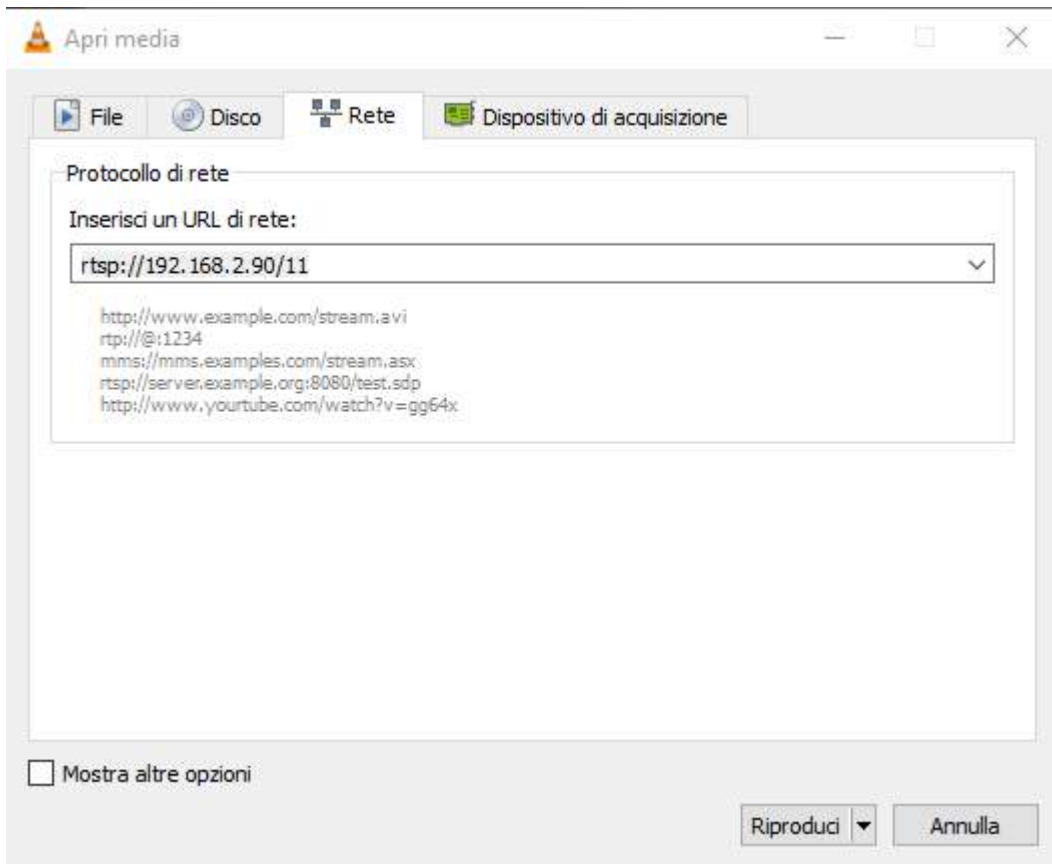 Apri media
File Disco Rete Dispositivo di acquisizione
Protocollo di rete
Inserisci un URL di rete:
rtsp://192.168.2.90/11
http://www.example.com/stream.avi
rtp://@:1234
mms://mms.examples.com/stream.asx
rtsp://server.example.org:8080/test.sdp
http://www.yourtube.com/watch?v=gg64x
Mostra altre opzioni
Riproduci Annulla